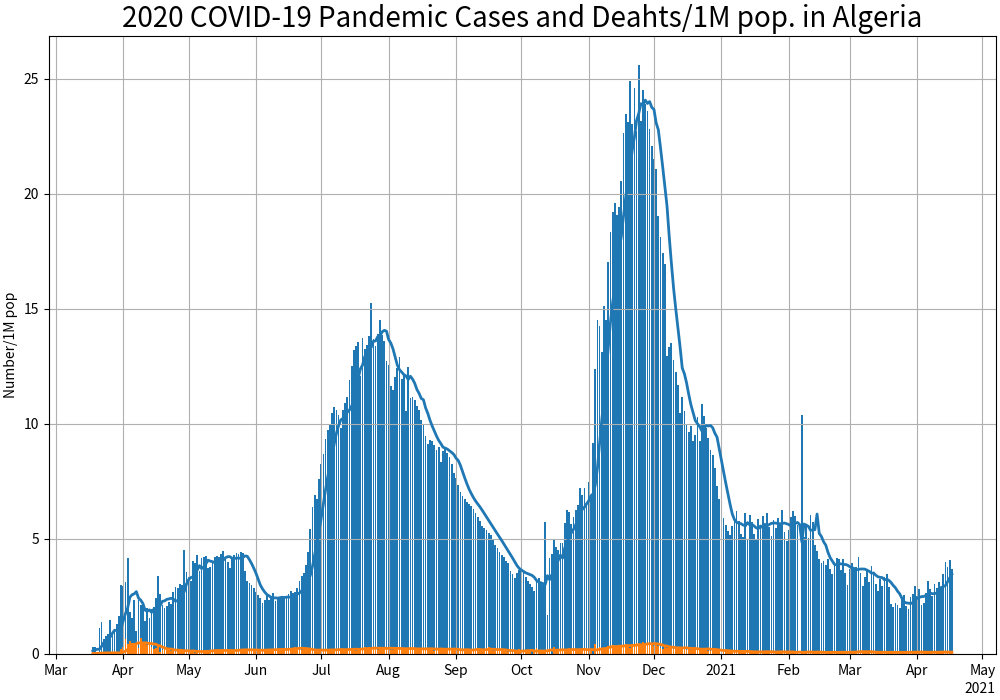 2020 COVID-19 Pandemic Cases and Deahts/1M pop. in Algeria
Number/1M pop
25
20
15
10
5
0
Mar Apr May Jun Jul Aug Sep Oct Nov Dec 2021 Feb Mar Apr May
2021